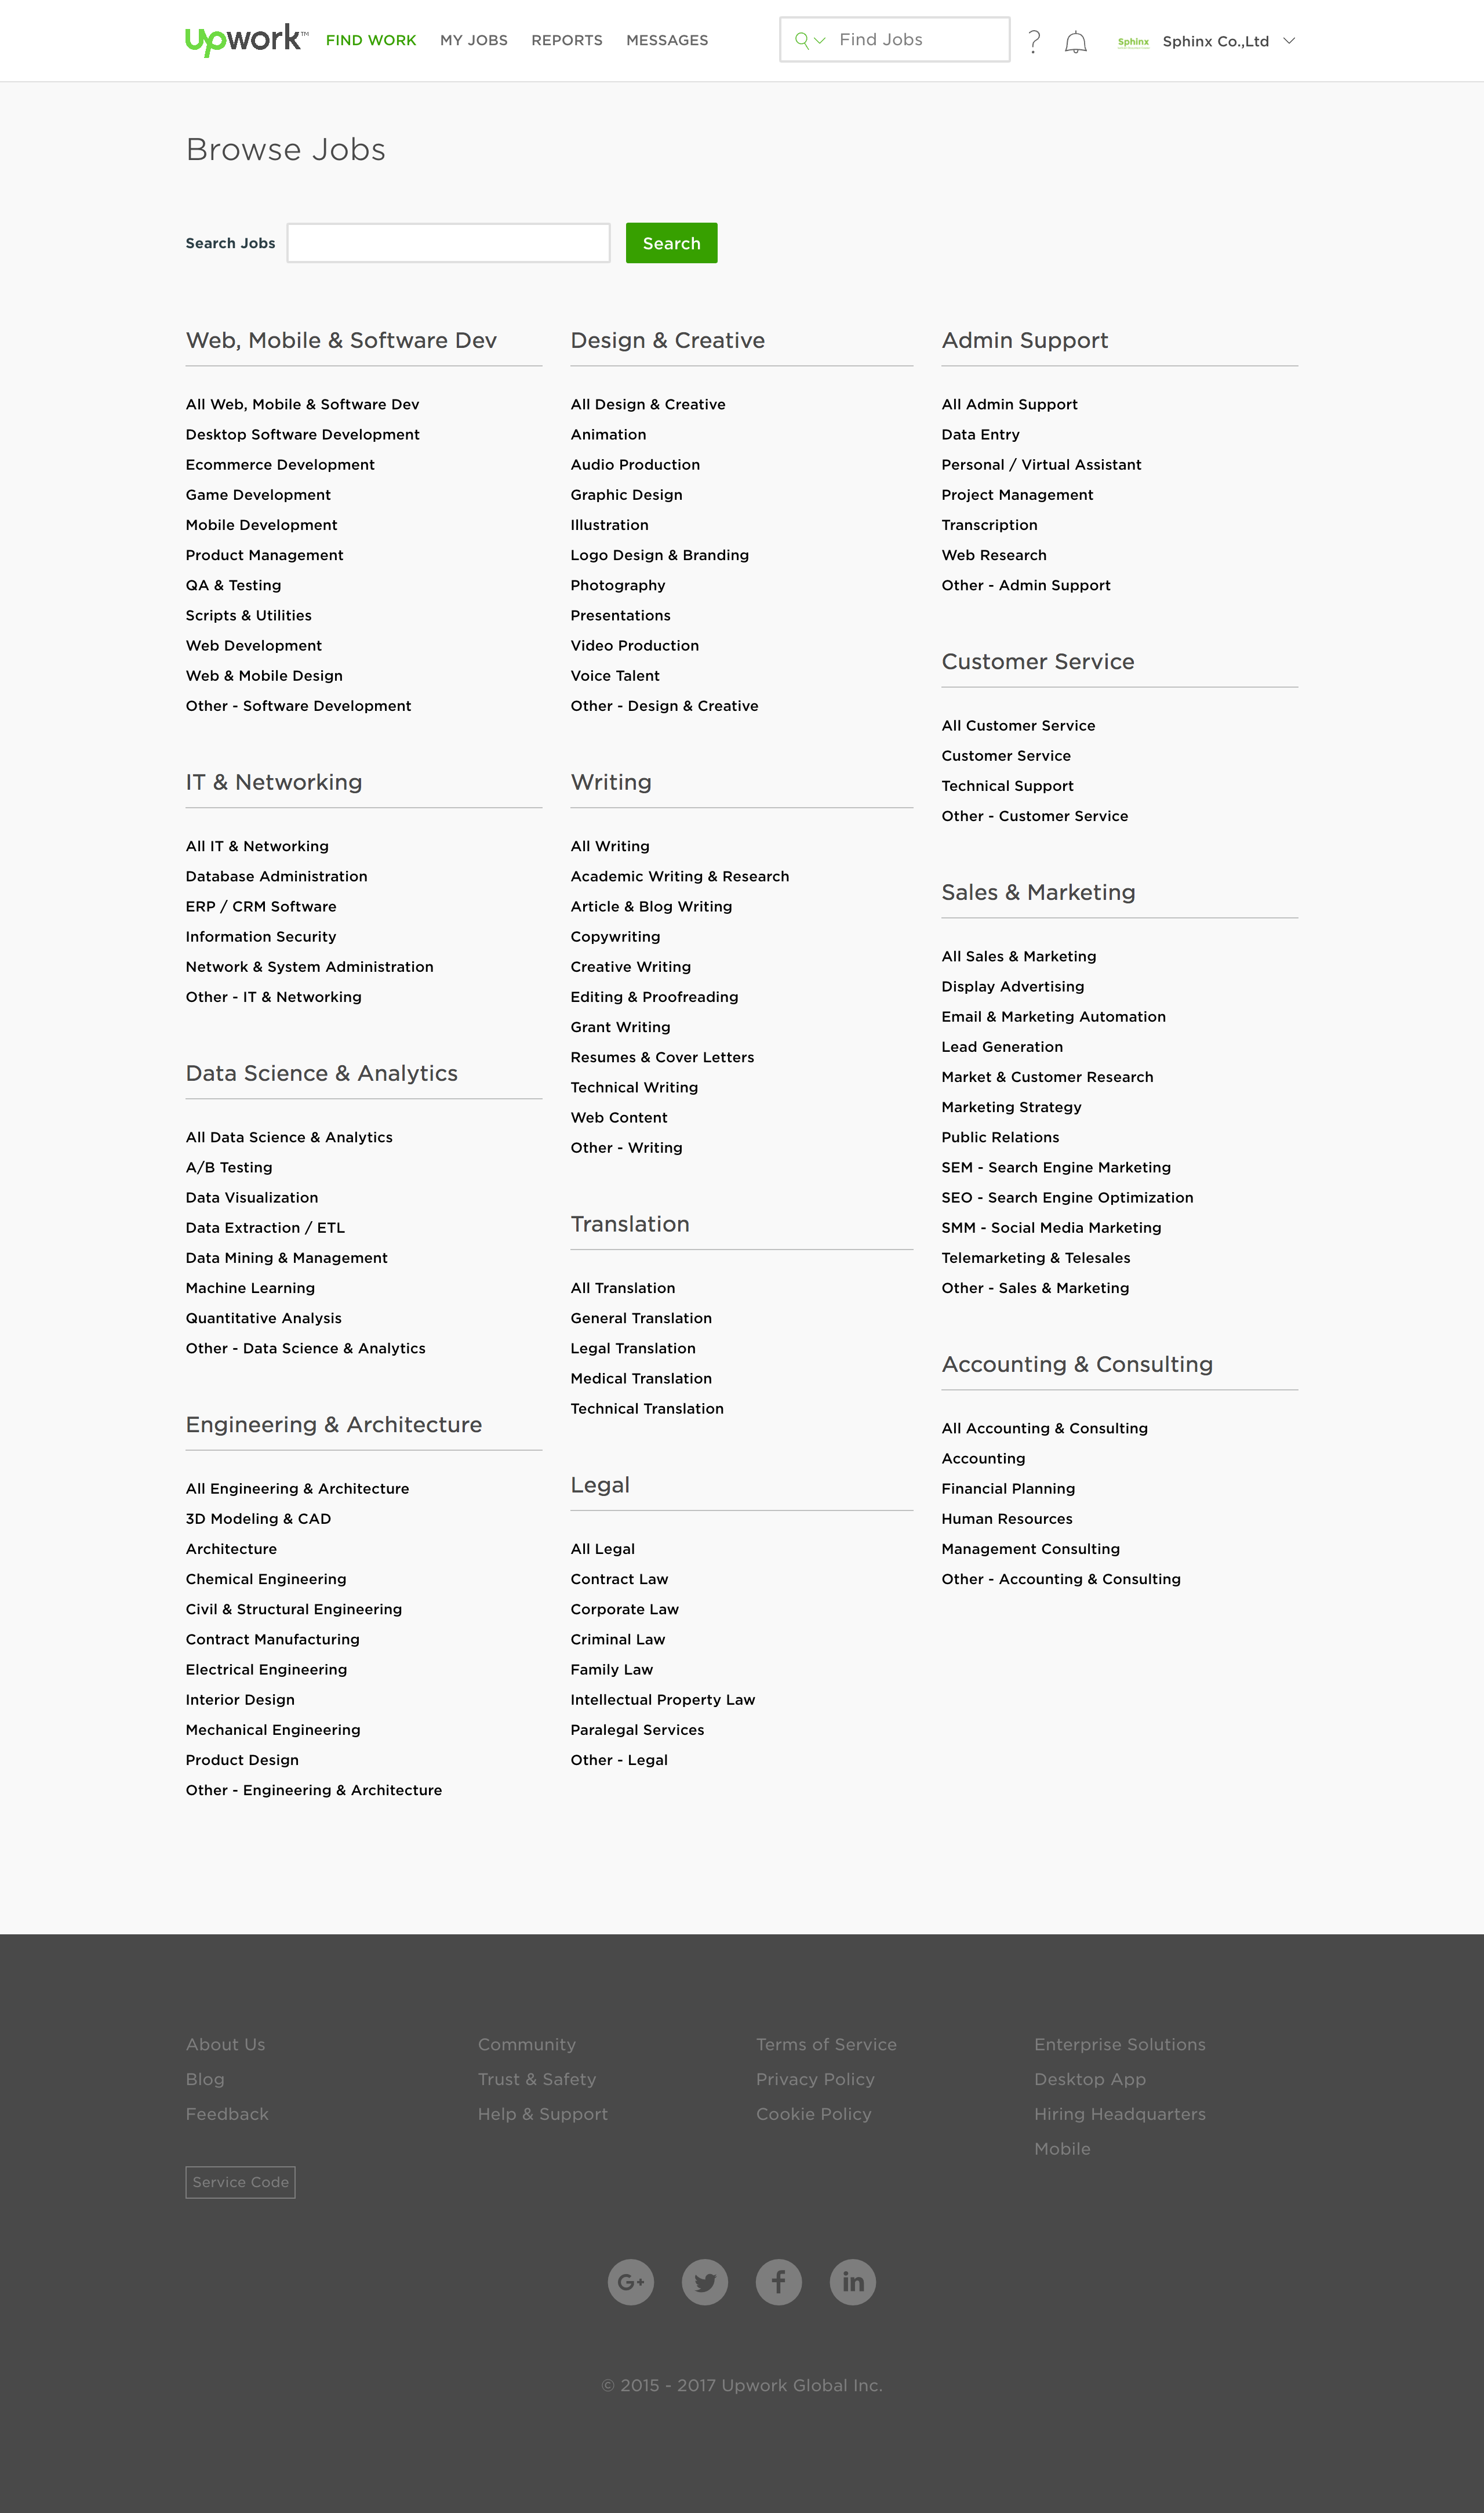 upwork™ FIND WORK MY JOBS REPORTS MESSAGES Find Jobs ? Sphinx Sphinx Co.,Ltd
Browse Jobs
Search Jobs Search
Web, Mobile & Software Dev
All Web, Mobile & Software Dev
Desktop Software Development
Ecommerce Development
Game Development
Mobile Development
Product Management
QA & Testing
Scripts & Utilities
Web Development
Web & Mobile Design
Other - Software Development
IT & Networking
All IT & Networking
Database Administration
ERP / CRM Software
Information Security
Network & System Administration
Other - IT & Networking
Data Science & Analytics
All Data Science & Analytics
A/B Testing
Data Visualization
Data Extraction / ETL
Data Mining & Management
Machine Learning
Quantitative Analysis
Other - Data Science & Analytics
Engineering & Architecture
All Engineering & Architecture
3D Modeling & CAD
Architecture
Chemical Engineering
Civil & Structural Engineering
Contract Manufacturing
Electrical Engineering
Interior Design
Mechanical Engineering
Product Design
Other - Engineering & Architecture
Design & Creative
All Design & Creative
Animation
Audio Production
Graphic Design
Illustration
Logo Design & Branding
Photography
Presentations
Video Production
Voice Talent
Other - Design & Creative
Writing
All Writing
Academic Writing & Research
Article & Blog Writing
Copywriting
Creative Writing
Editing & Proofreading
Grant Writing
Resumes & Cover Letters
Technical Writing
Web Content
Other - Writing
Translation
All Translation
General Translation
Legal Translation
Medical Translation
Technical Translation
Legal
All Legal
Contract Law
Corporate Law
Criminal Law
Family Law
Intellectual Property Law
Paralegal Services
Other - Legal
Admin Support
All Admin Support
Data Entry
Personal / Virtual Assistant
Project Management
Transcription
Web Research
Other - Admin Support
Customer Service
All Customer Service
Customer Service
Technical Support
Other - Customer Service
Sales & Marketing
All Sales & Marketing
Display Advertising
Email & Marketing Automation
Lead Generation
Market & Customer Research
Marketing Strategy
Public Relations
SEM - Search Engine Marketing
SEO - Search Engine Optimization
SMM - Social Media Marketing
Telemarketing & Telesales
Other - Sales & Marketing
Accounting & Consulting
All Accounting & Consulting
Accounting
Financial Planning
Human Resources
Management Consulting
Other - Accounting & Consulting
About Us
Blog
Feedback
Service Code
Community
Trust & Safety
Help & Support
Terms of Service
Privacy Policy
Cookie Policy
Enterprise Solutions
Desktop App
Hiring Headquarters
Mobile
G+ f in
© 2015 - 2017 Upwork Global Inc.